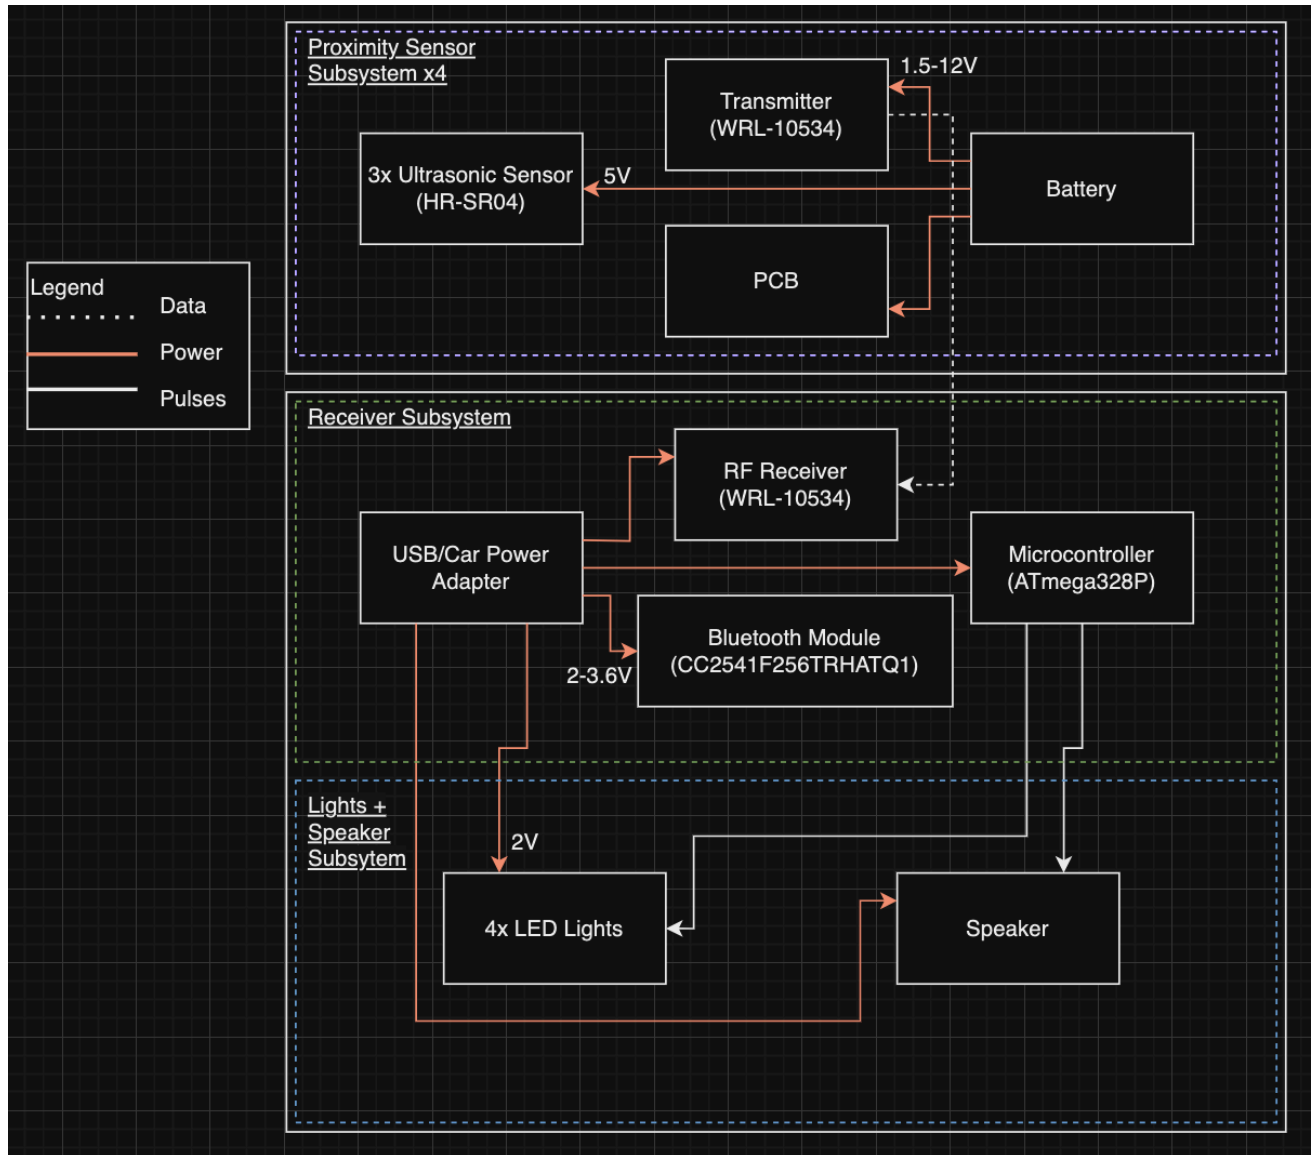 Proximity Sensor
Subsystem x4
Transmitter
(WRL-10534)
1.5-12V
3x Ultrasonic Sensor
(HR-SR04)
5V
Battery
PCB
Legend
Data
Power
Pulses
Receiver Subsystem
RF Receiver
(WRL-10534)
USB/Car Power
Adapter
Microcontroller
(ATmega328P)
Bluetooth Module
(CC2541F256TRHATQ1)
2-3.6V
Lights +
Speaker
Subsytem
2V
4x LED Lights
Speaker